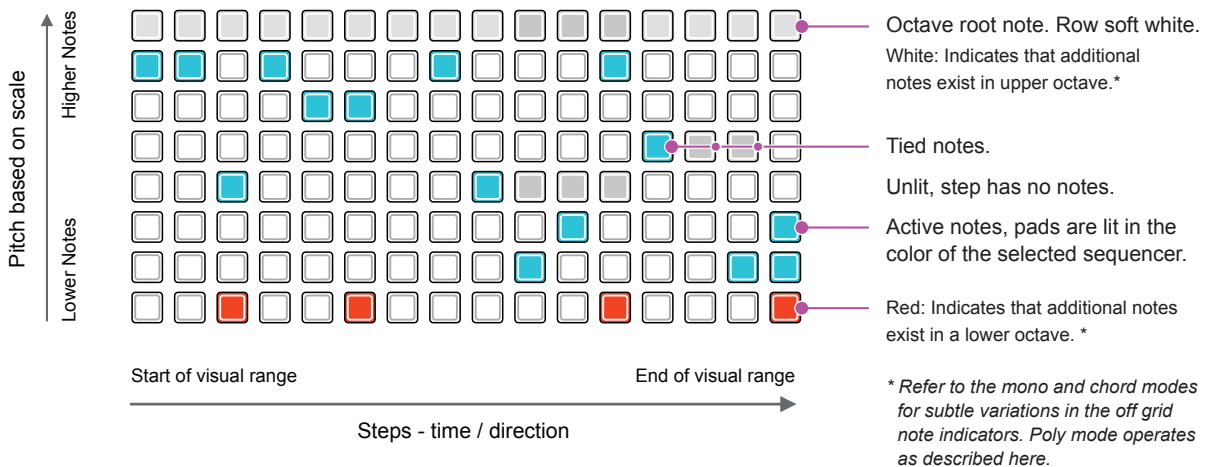 Pitch based on scale
Higher Notes
Lower Notes
Octave root note. Row soft white.
White: Indicates that additional
notes exist in upper octave.*
Tied notes.
Unlit, step has no notes.
Active notes, pads are lit in the
color of the selected sequencer.
Red: Indicates that additional notes
exist in a lower octave. *
Start of visual range
End of visual range
Steps - time / direction
* Refer to the mono and chord modes
for subtle variations in the off grid
note indicators. Poly mode operates
as described here.